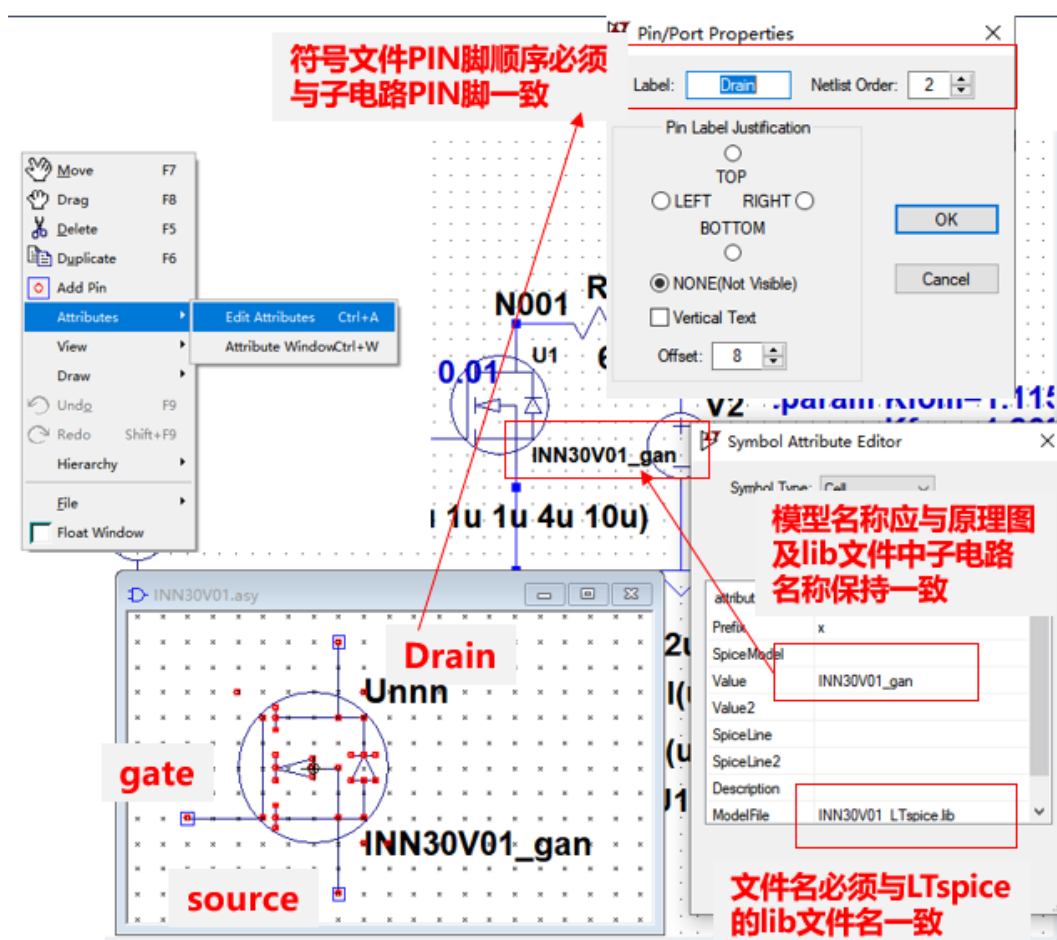 Pin/Port Properties
符号文件PIN脚顺序必须
与子电路PIN脚一致
Label: Drain Netlist Order: 2
Pin Label Justification
TOP
LEFT RIGHT
BOTTOM
NONE(Not Visible)
Vertical Text
Offset: 8
OK
Cancel
Move F7
Drag F8
Delete F5
Duplicate F6
Add Pin
Attributes
View
Draw
Undo F9
Redo Shift+F9
Hierarchy
File
Float Window
Edit Attributes Ctrl+A
Attribute Window Ctrl+W
N001 R
U1
0.01
V2 .param
INN30V01_gan
1u 1u 4u 10u)
Symbol Attribute Editor
Symbol Type: Cell
模型名称应与原理图
及lib文件中子电路
名称保持一致
Prefix x
SpiceModel
Value INN30V01_gan
Value2
SpiceLine
SpiceLine2
Description
ModelFile INN30V01_LTspice.lib
文件名必须与LTspice
的lib文件名一致
INN30V01.asy
Drain
Unnn
gate
INN30V01_gan
source